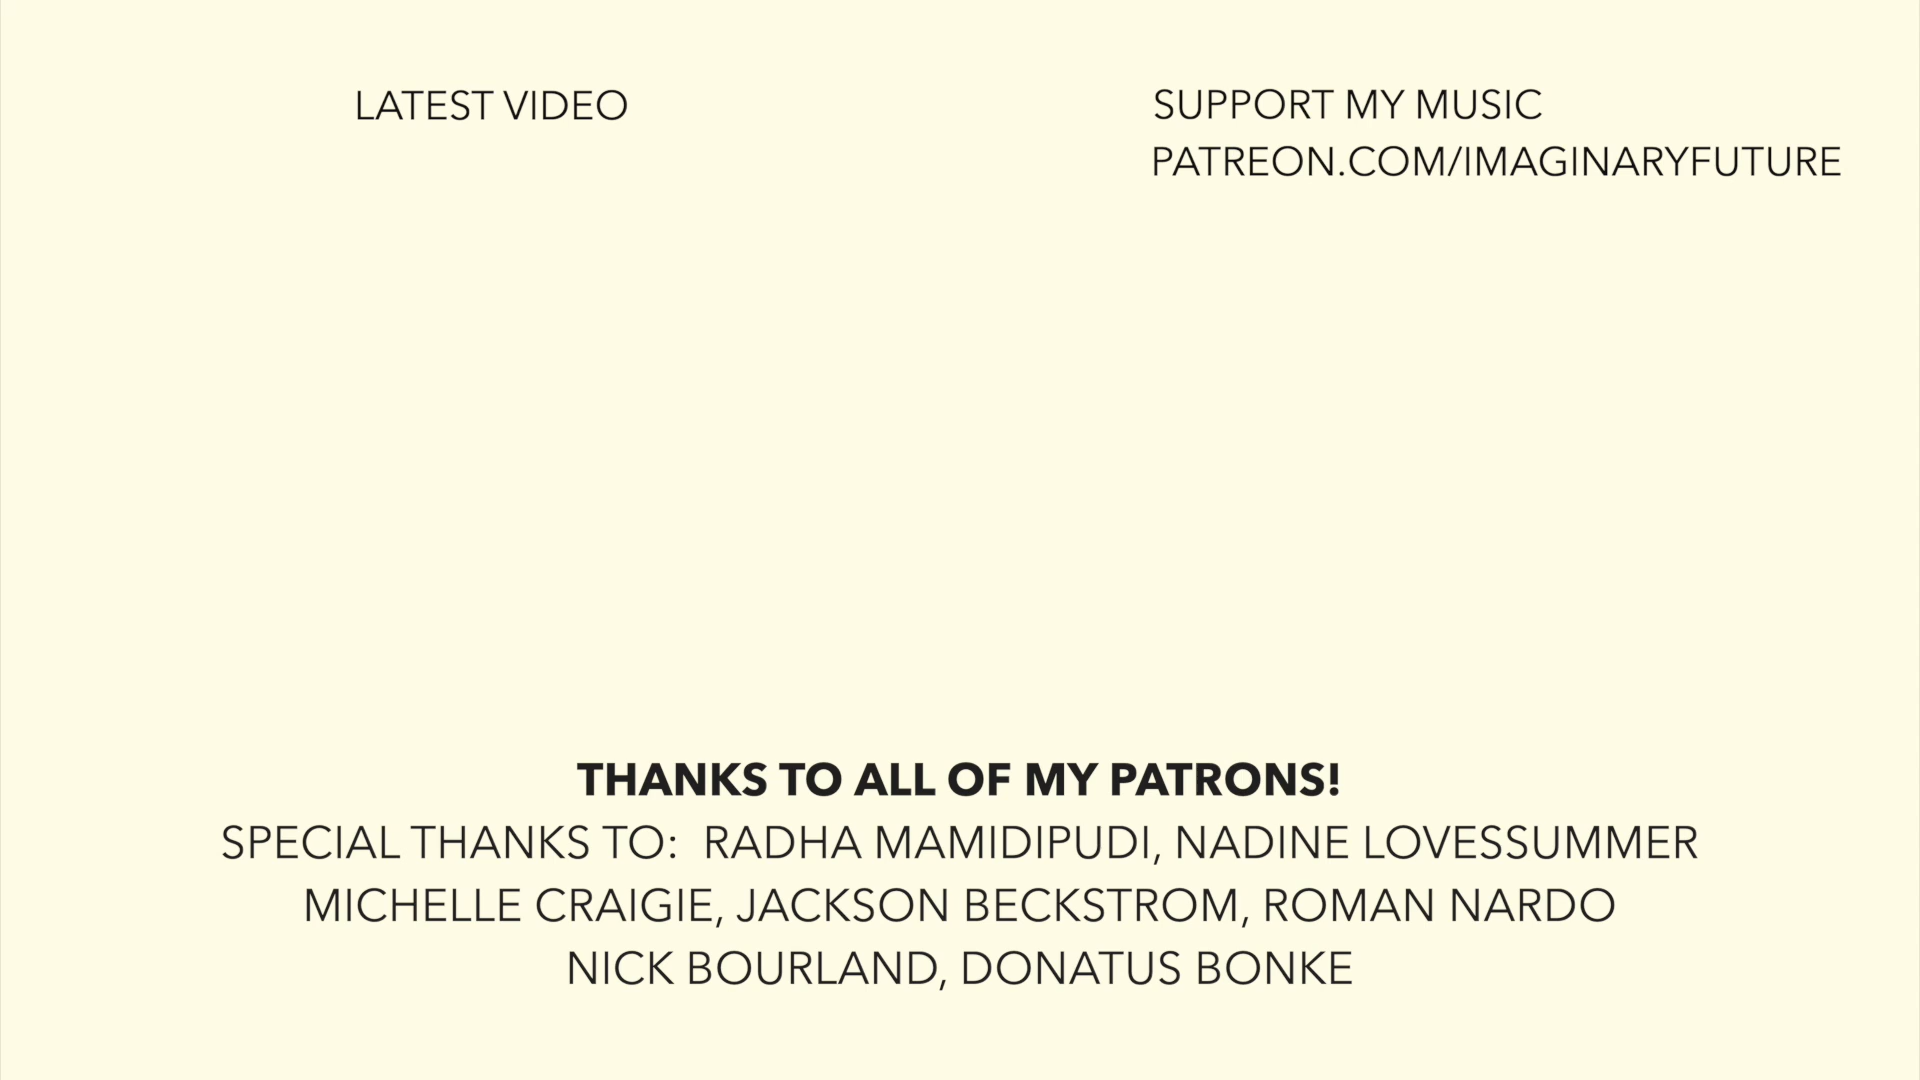 LATEST VIDEO
SUPPORT MY MUSIC
PATREON.COM/IMAGINARYFUTURE
THANKS TO ALL OF MY PATRONS!
SPECIAL THANKS TO:  RADHA MAMIDIPUDI, NADINE LOVESSUMMER
MICHELLE CRAIGIE, JACKSON BECKSTROM, ROMAN NARDO
NICK BOURLAND, DONATUS BONKE